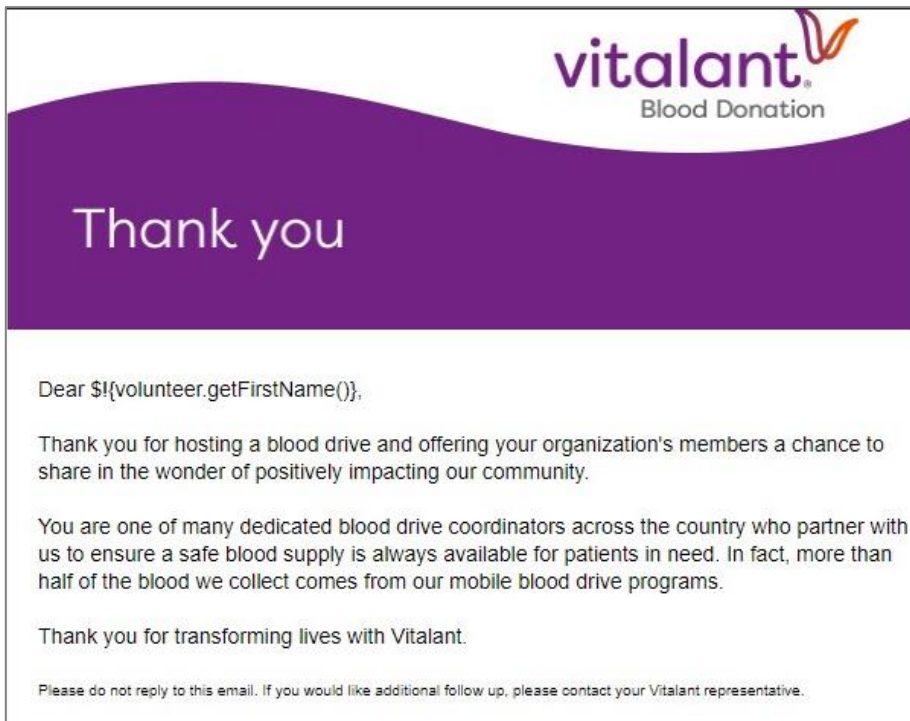 vitalant®
Blood Donation
Thank you
Dear $!{volunteer.getFirstName()},
Thank you for hosting a blood drive and offering your organization's members a chance to
share in the wonder of positively impacting our community.
You are one of many dedicated blood drive coordinators across the country who partner with
us to ensure a safe blood supply is always available for patients in need. In fact, more than
half of the blood we collect comes from our mobile blood drive programs.
Thank you for transforming lives with Vitalant.
Please do not reply to this email. If you would like additional follow up, please contact your Vitalant representative.